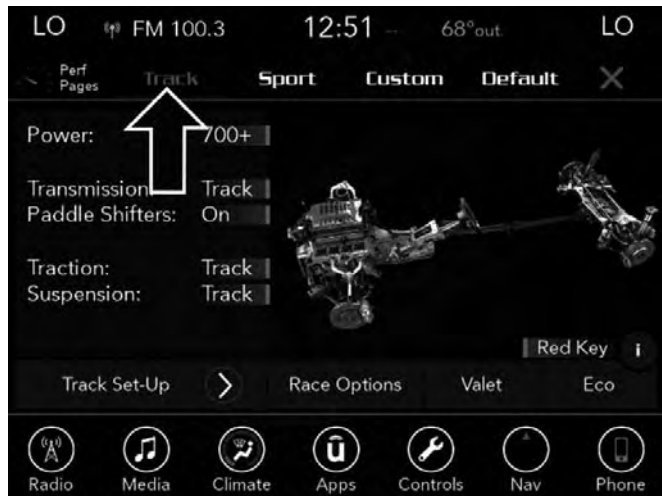 LO FM 100.3 12:51 68°out. LO
Perf
Pages
Track Sport Custom Default
Power: 700+
Transmission: Track
Paddle Shifters: On
Traction: Track
Suspension: Track
Red Key i
Track Set-Up Race Options Valet Eco
û
Radio Media Climate Apps Controls Nav Phone